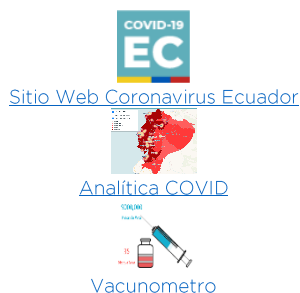 COVID-19
EC
Sitio Web Coronavirus Ecuador
Analítica COVID
Vacunometro